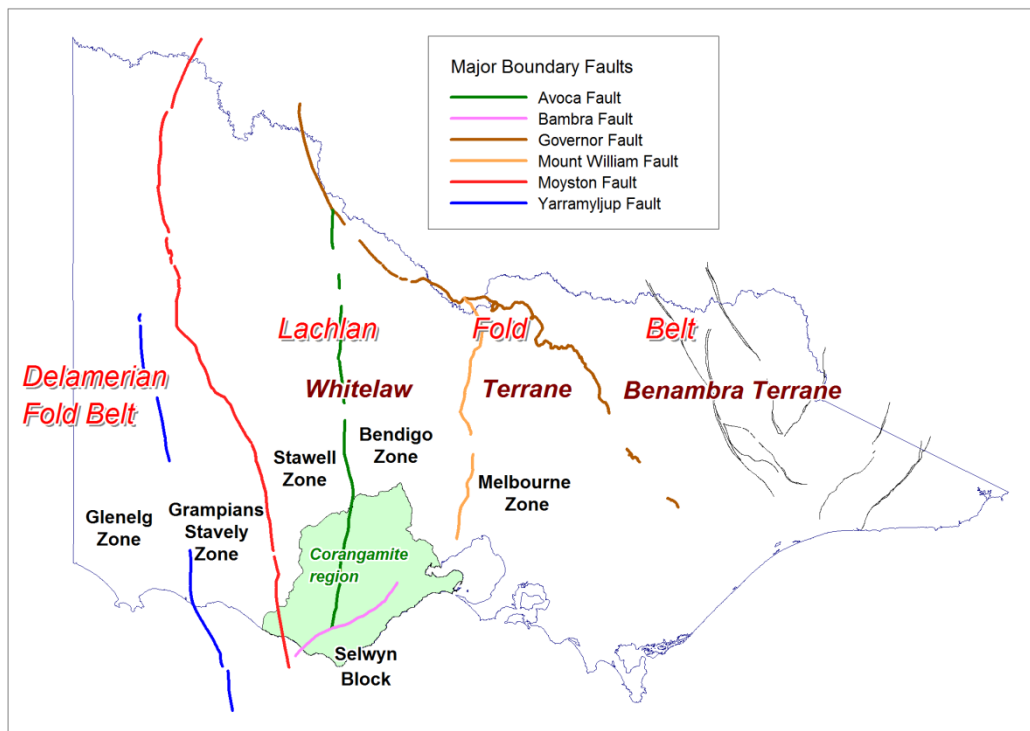 Major Boundary Faults
Avoca Fault
Bambra Fault
Governor Fault
Mount William Fault
Moyston Fault
Yarramyljup Fault
Lachlan
Fold
Belt
Delamerian
Fold Belt
Whitelaw
Terrane
Benambra Terrane
Bendigo
Zone
Stawell
Zone
Melbourne
Zone
Glenelg
Zone
Grampians
Stavely
Zone
Corangamite
region
Selwyn
Block